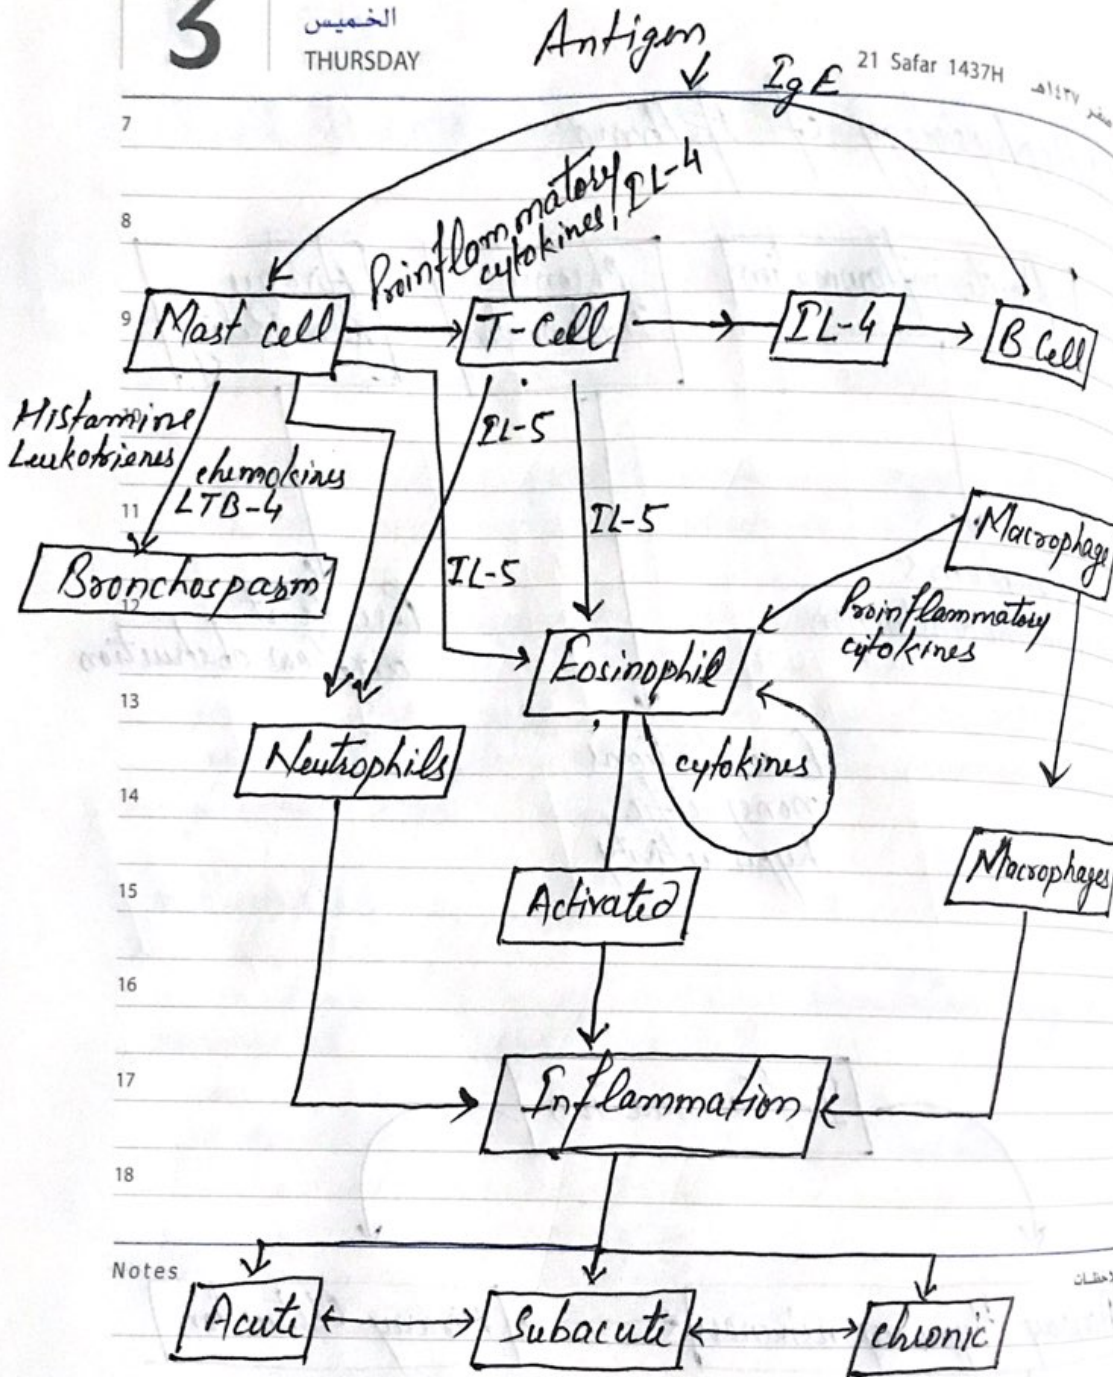 3
الخميس
THURSDAY
Antigen
IgE
21 Safar 1437H
صفر ١٤٣٧هـ
7
8
Proinflammatory
cytokines, IL-4
9
Mast cell
T-Cell
IL-4
B Cell
Histamine
Leukotrienes
10
IL-5
chemokines
LTB-4
11
IL-5
Macrophage
Bronchospasm
IL-5
12
Proinflammatory
cytokines
Eosinophil
13
Neutrophils
cytokines
14
Macrophages
15
Activated
16
17
Inflammation
18
Notes
Acute
Subacute
chronic